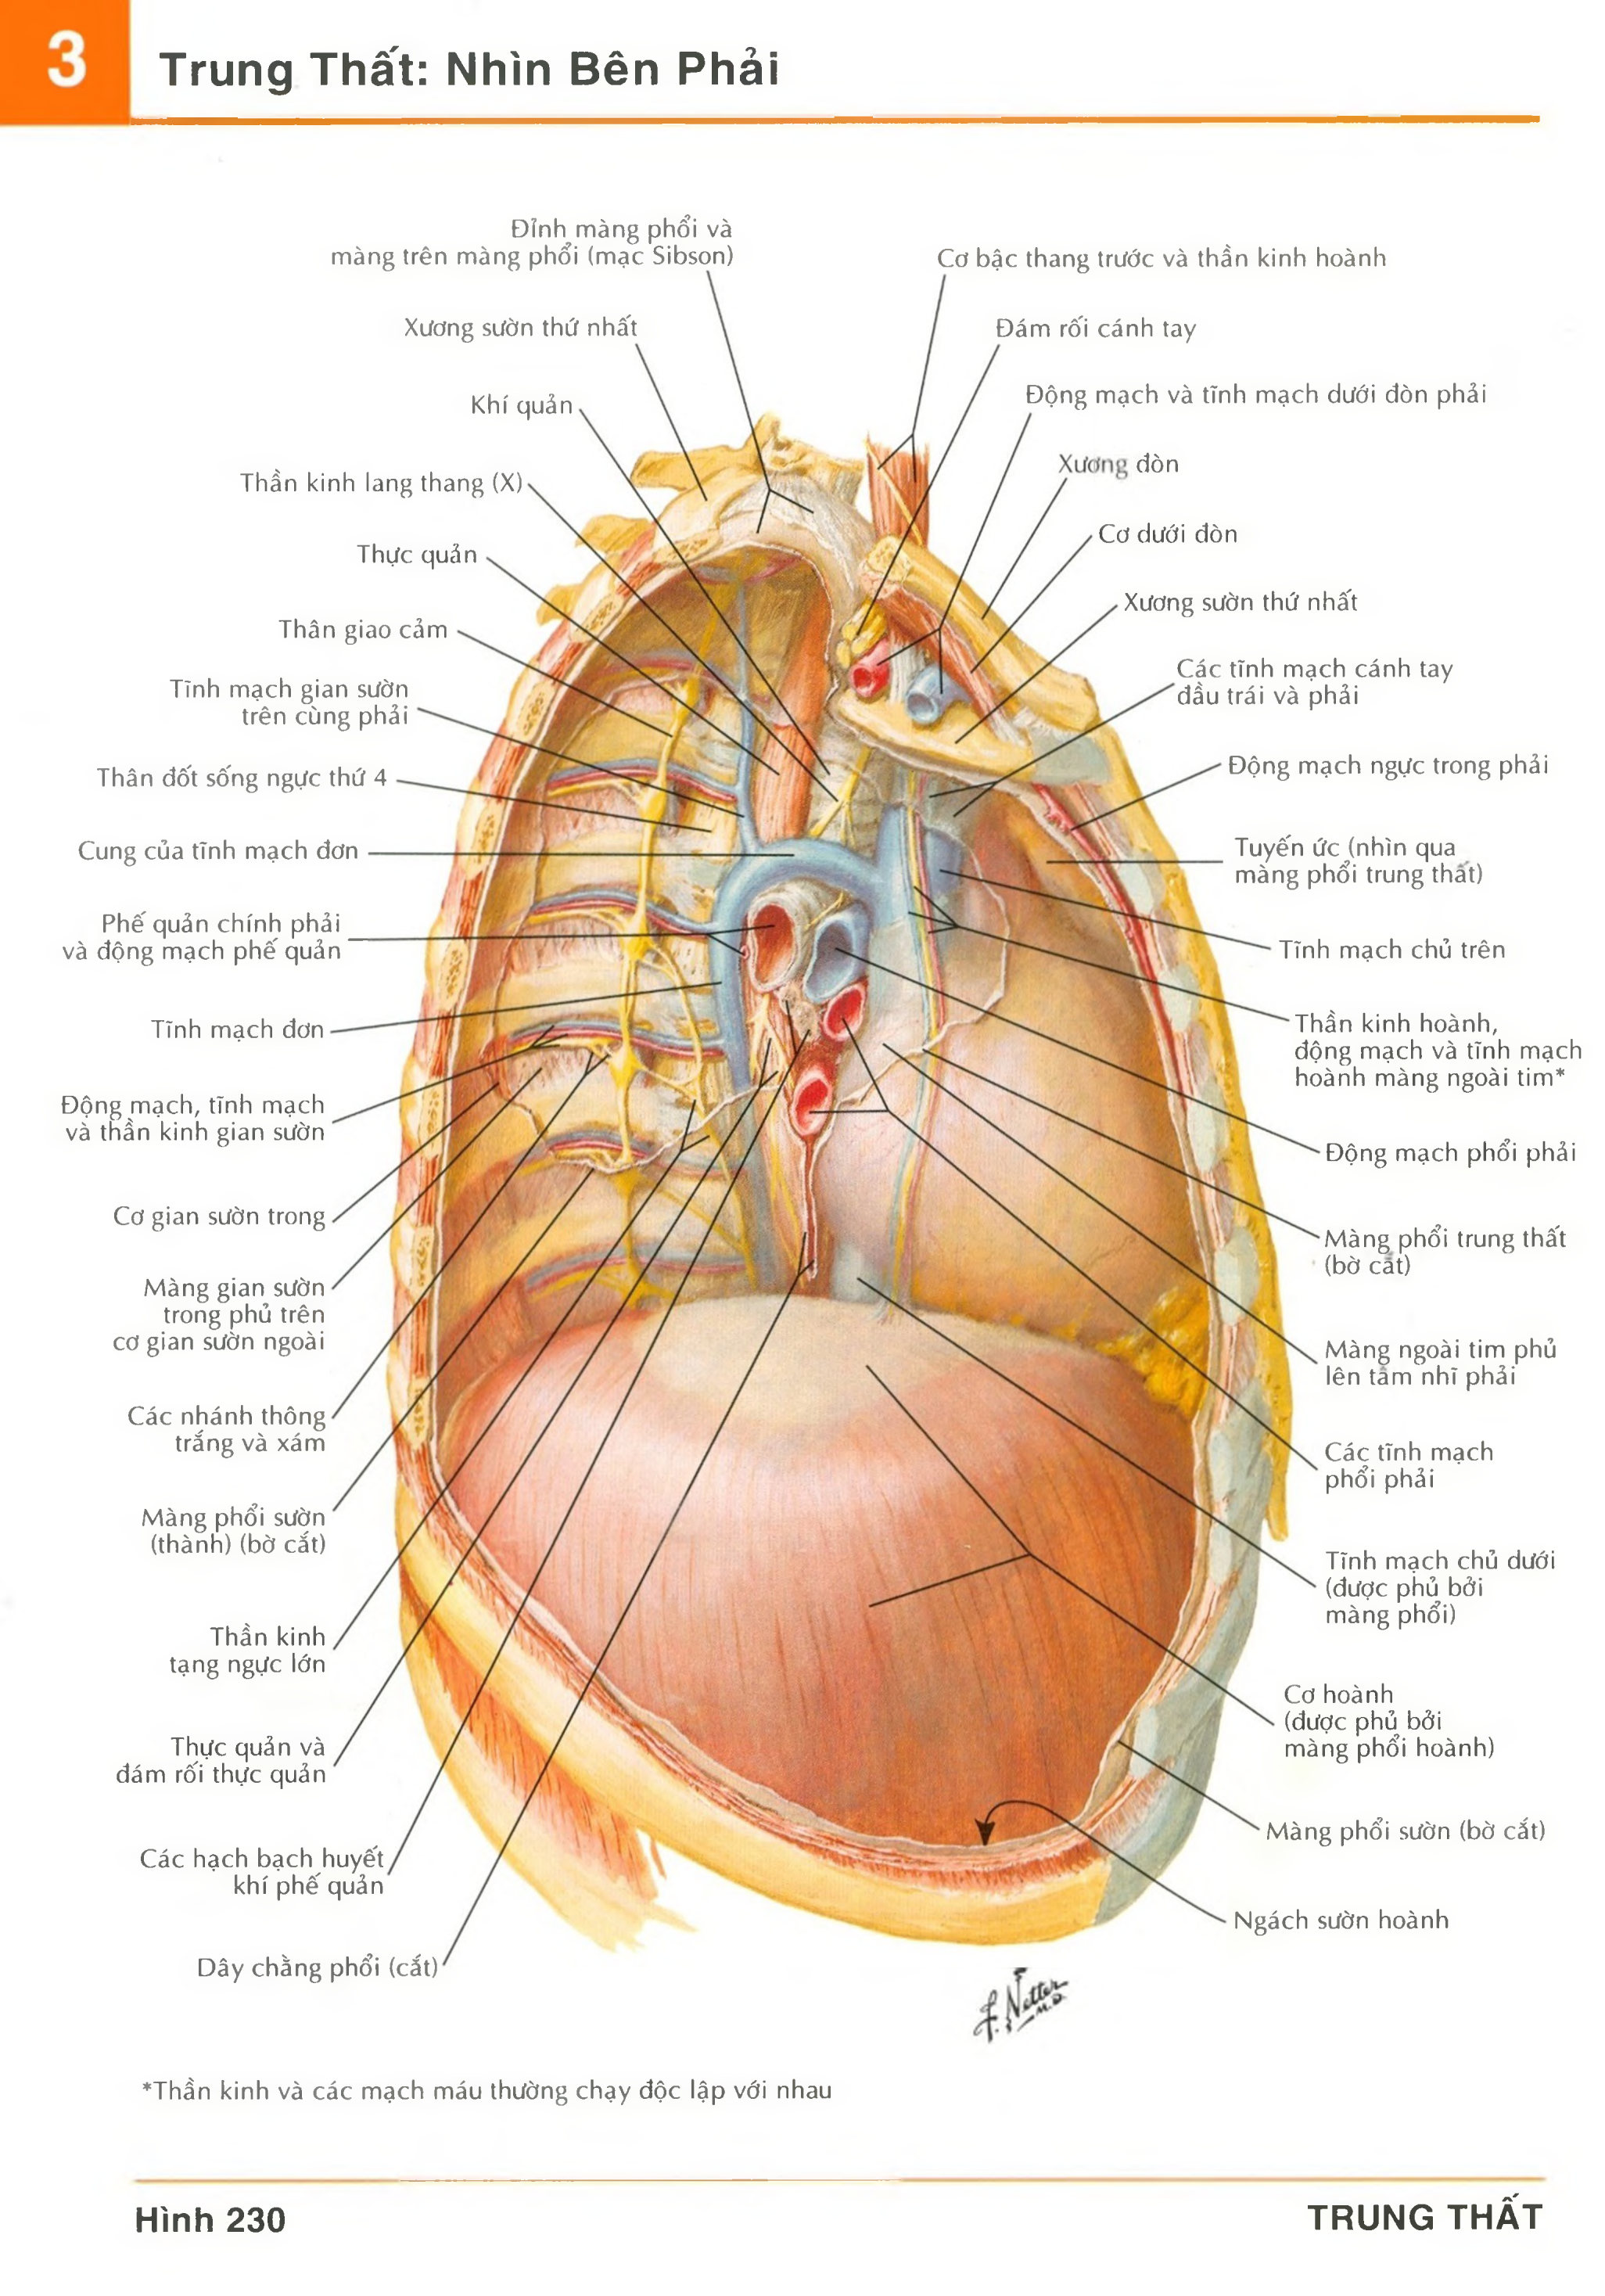 3
Trung Thất: Nhìn Bên Phải
Đỉnh màng phổi và
màng trên màng phổi (mạc Sibson)
Xương sườn thứ nhất
Khí quản
Thần kinh lang thang (X)
Thực quản
Thân giao cảm
Tĩnh mạch gian sườn
trên cùng phải
Thân đốt sống ngực thứ 4
Cung của tĩnh mạch đơn
Phế quản chính phải
và động mạch phế quản
Tĩnh mạch đơn
Động mạch, tĩnh mạch
và thần kinh gian sườn
Cơ gian sườn trong
Màng gian sườn
trong phủ trên
cơ gian sườn ngoài
Các nhánh thông
trắng và xám
Màng phổi sườn
(thành) (bờ cắt)
Thần kinh
tạng ngực lớn
Thực quản và
đám rối thực quản
Các hạch bạch huyết
khí phế quản
Dây chằng phổi (cắt)
Cơ bậc thang trước và thần kinh hoành
Đám rối cánh tay
Động mạch và tĩnh mạch dưới đòn phải
Xương đòn
Cơ dưới đòn
Xương sườn thứ nhất
Các tĩnh mạch cánh tay
đầu trái và phải
Động mạch ngực trong phải
Tuyến ức (nhìn qua
màng phổi trung thất)
Tĩnh mạch chủ trên
Thần kinh hoành,
động mạch và tĩnh mạch
hoành màng ngoài tim*
Động mạch phổi phải
Màng phổi trung thất
(bờ cắt)
Màng ngoài tim phủ
lên tâm nhĩ phải
Các tĩnh mạch
phổi phải
Tĩnh mạch chủ dưới
(được phủ bởi
màng phổi)
Cơ hoành
(được phủ bởi
màng phổi hoành)
Màng phổi sườn (bờ cắt)
Ngách sườn hoành
F. Netter
M.D.
*Thần kinh và các mạch máu thường chạy độc lập với nhau
Hình 230
TRUNG THẤT